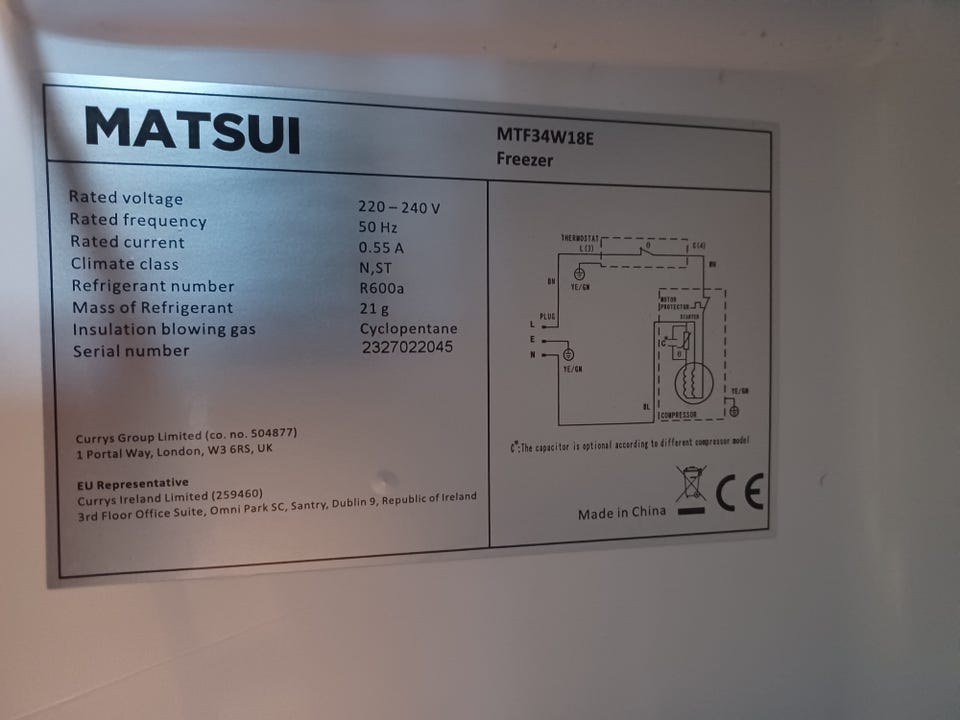 MATSUI
MTF34W18E
Freezer
Rated voltage 220 – 240 V
Rated frequency 50 Hz
Rated current 0.55 A
Climate class N,ST
Refrigerant number R600a
Mass of Refrigerant 21 g
Insulation blowing gas Cyclopentane
Serial number 2327022045
Currys Group Limited (co. no. 504877)
1 Portal Way, London, W3 6RS, UK
EU Representative
Currys Ireland Limited (259460)
3rd Floor Office Suite, Omni Park SC, Santry, Dublin 9, Republic of Ireland
THERMOSTAT
L(3)
θ
C(4)
BN
BN
YE/GN
MOTOR
PROTECTOR
STARTER
PLUG
L
E
N
C*
θ
YE/GN
YE/GN
BL
COMPRESSOR
C*:The capacitor is optional according to different compressor model
Made in China
CE